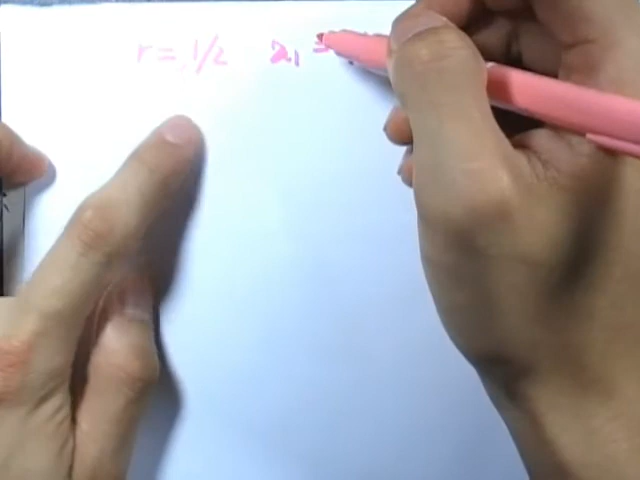 r = 1/2 a₁ =